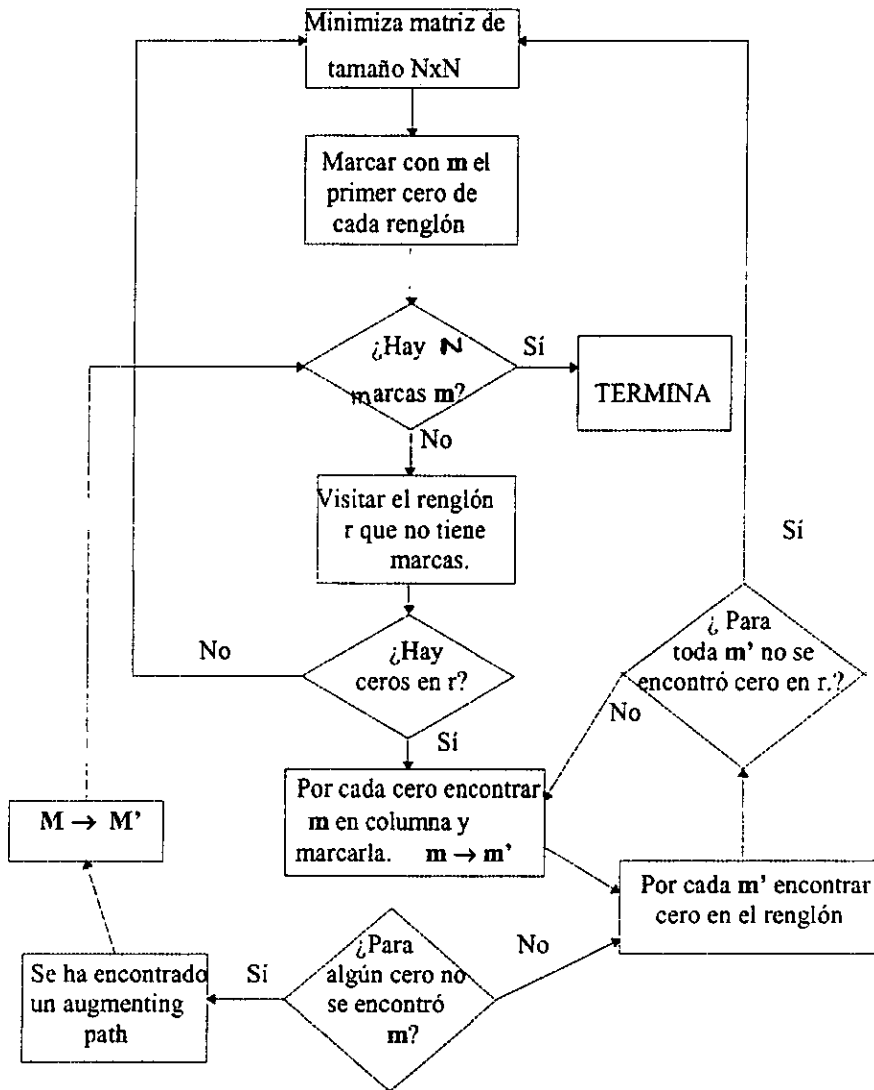 Minimiza matriz de
tamaño NxN
Marcar con m el
primer cero de
cada renglón
¿Hay N
marcas m?
Sí
TERMINA
No
Visitar el renglón
r que no tiene
marcas.
¿Hay
ceros en r?
No
Sí
¿ Para
toda m' no se
encontró cero en r.?
Sí
No
Por cada cero encontrar
m en columna y
marcarla. m → m'
M → M'
Por cada m' encontrar
cero en el renglón
¿Para
algún cero no
se encontró
m?
No
Sí
Se ha encontrado
un augmenting
path